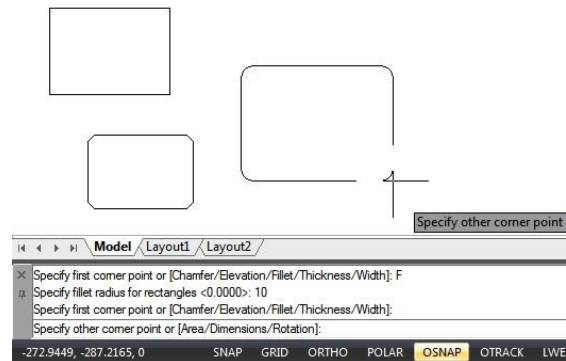 Specify other corner point
Model Layout1 Layout2
Specify first corner point or [Chamfer/Elevation/Fillet/Thickness/Width]: F
Specify fillet radius for rectangles <0.0000>: 10
Specify first corner point or [Chamfer/Elevation/Fillet/Thickness/Width]:
Specify other corner point or [Area/Dimensions/Rotation]:
-272.9449, -287.2165, 0 SNAP GRID ORTHO POLAR OSNAP OTRACK LWE